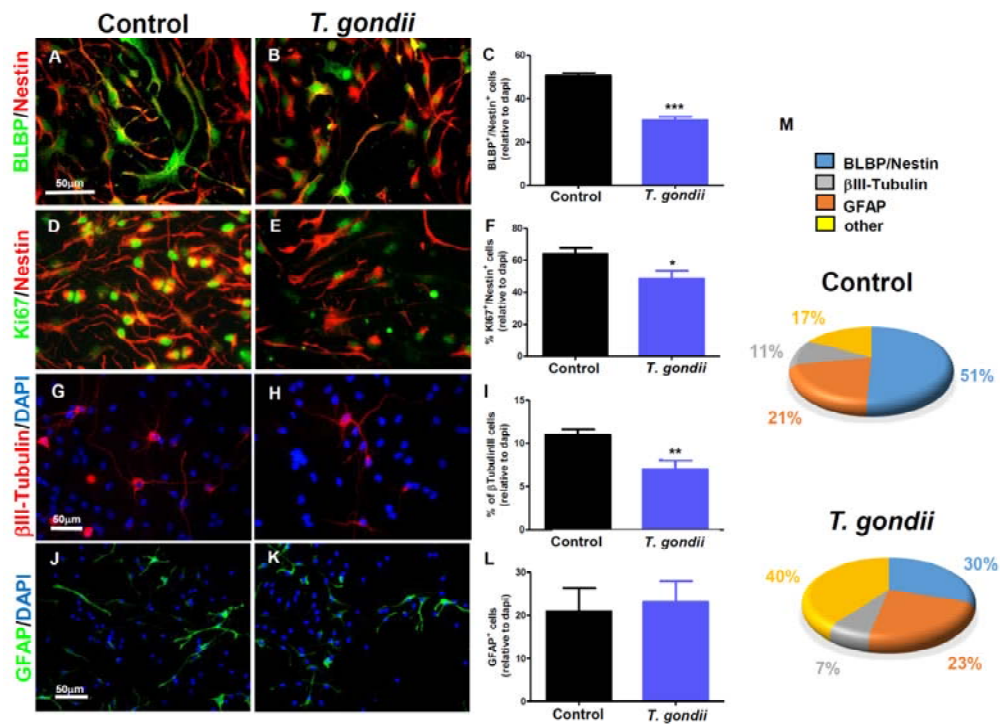 Control
T. gondii
BLBP/Nestin
A
50µm
B
C
BLBP+/Nestin+ cells
(relative to dapi)
60
40
20
0
***
Control
T. gondii
Ki67/Nestin
D
E
F
% Ki67+/Nestin+ cells
(relative to dapi)
80
60
40
20
0
*
Control
T. gondii
βIII-Tubulin/DAPI
G
50µm
H
I
% of βTubulinIII cells
(relative to dapi)
15
10
5
0
**
Control
T. gondii
GFAP/DAPI
J
50µm
K
L
GFAP+ cells
(relative to dapi)
30
20
10
0
Control
T. gondii
M
BLBP/Nestin
βIII-Tubulin
GFAP
other
Control
17%
11%
21%
51%
T. gondii
40%
30%
7%
23%